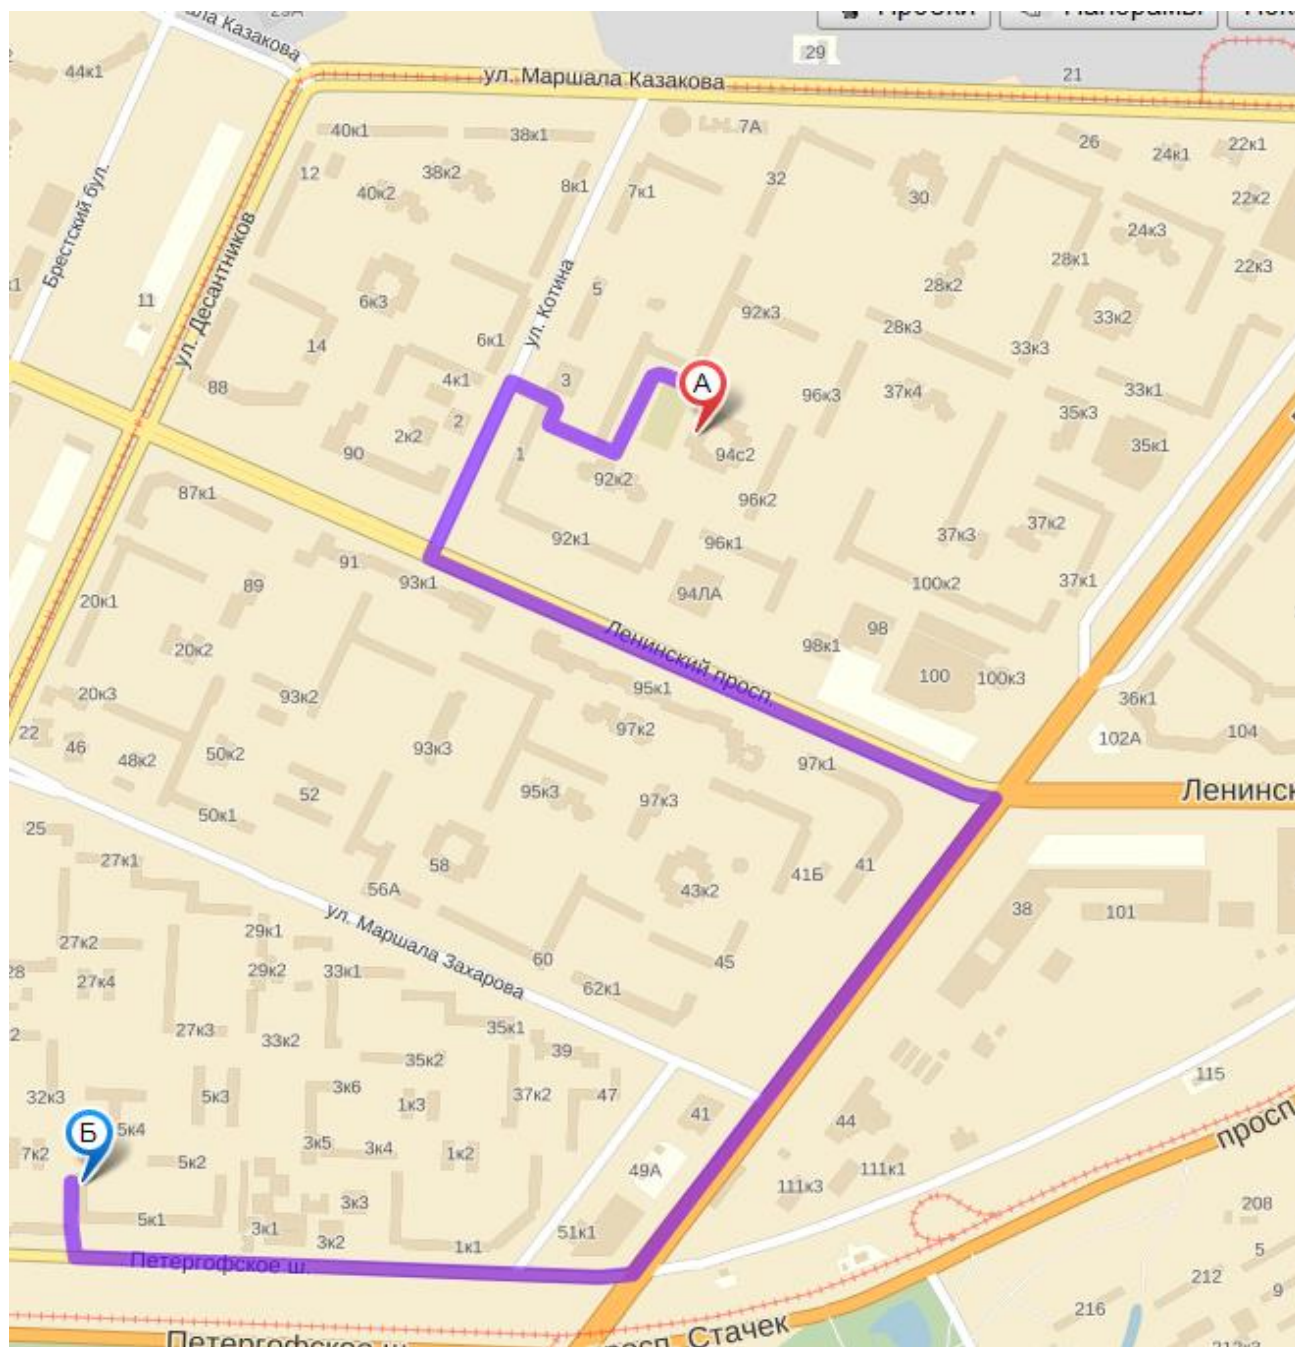 ла Казакова
29
44к1
ул. Маршала Казакова
21
40к1
38к1
7А
26
24к1
22к1
12
40к2
38к2
8к1
7к1
32
30
22к2
Брестский бул.
ул. Десантников
24к3
28к1
22к3
11
6к3
ул. Котина
5
28к2
92к3
28к3
33к2
14
6к1
33к3
88
4к1
3
А
96к3
37к4
33к1
35к3
2
2к2
1
35к1
90
92к2
94с2
87к1
96к2
37к2
92к1
96к1
37к3
91
93к1
94ЛА
100к2
37к1
20к1
89
Ленинский просп.
98
98к1
20к2
100
100к3
20к3
93к2
95к1
36к1
22
46
48к2
50к2
93к3
97к2
102А
104
97к1
52
95к3
97к3
Ленинск
50к1
25
27к1
58
56А
43к2
41Б
41
38
101
ул. Маршала Захарова
29к1
27к2
60
45
28
27к4
29к2
33к1
62к1
27к3
33к2
35к1
39
35к2
115
32к3
5к3
3к6
1к3
37к2
47
Б
5к4
41
44
просп
7к2
5к2
3к5
3к4
1к2
49А
111к1
111к3
3к3
208
5к1
3к1
3к2
1к1
51к1
5
Петергофское ш.
212
9
216
просп. Стачек
Петергофское ш.